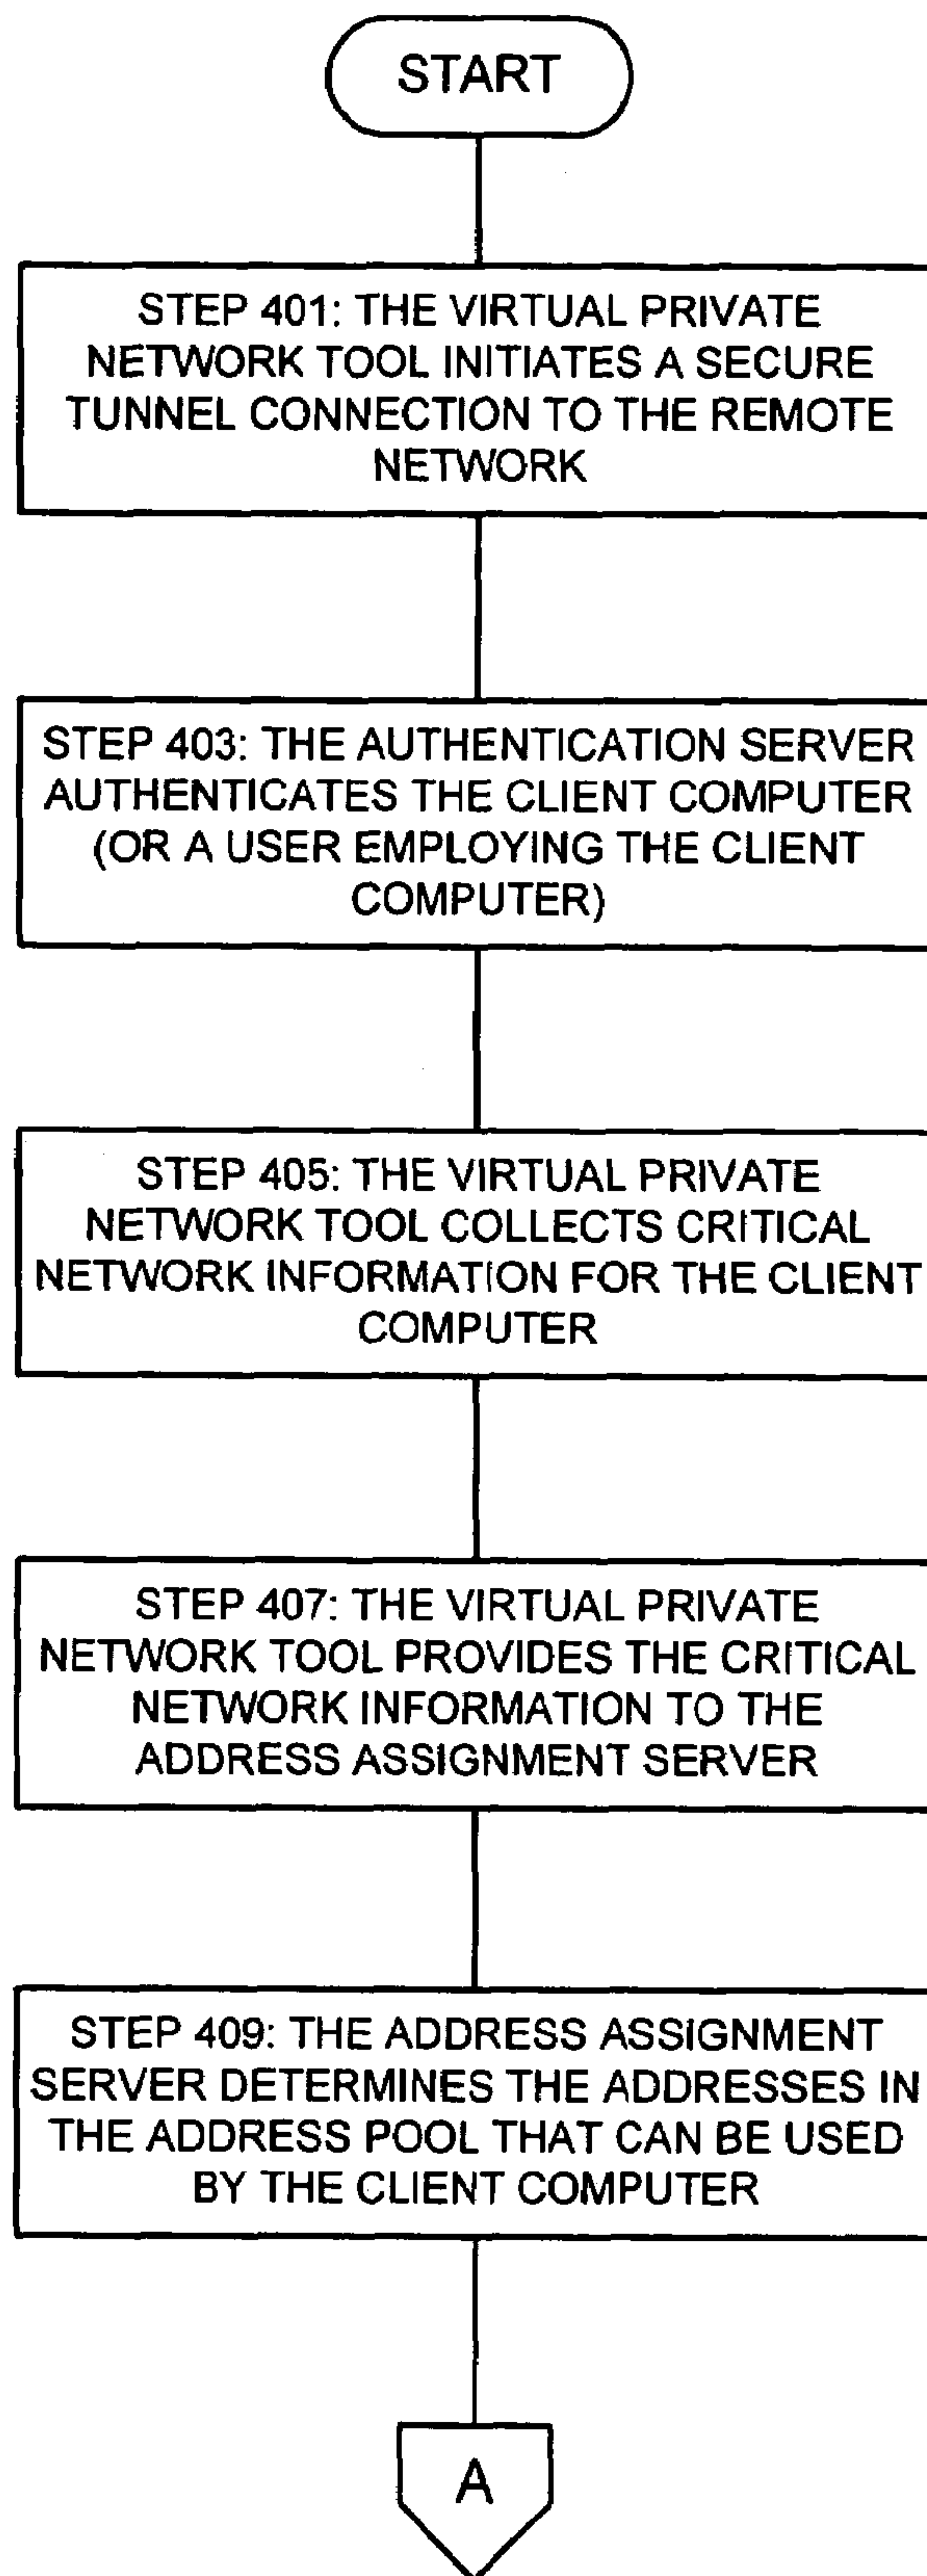 START
STEP 401: THE VIRTUAL PRIVATE
NETWORK TOOL INITIATES A SECURE
TUNNEL CONNECTION TO THE REMOTE
NETWORK
STEP 403: THE AUTHENTICATION SERVER
AUTHENTICATES THE CLIENT COMPUTER
(OR A USER EMPLOYING THE CLIENT
COMPUTER)
STEP 405: THE VIRTUAL PRIVATE
NETWORK TOOL COLLECTS CRITICAL
NETWORK INFORMATION FOR THE CLIENT
COMPUTER
STEP 407: THE VIRTUAL PRIVATE
NETWORK TOOL PROVIDES THE CRITICAL
NETWORK INFORMATION TO THE
ADDRESS ASSIGNMENT SERVER
STEP 409: THE ADDRESS ASSIGNMENT
SERVER DETERMINES THE ADDRESSES IN
THE ADDRESS POOL THAT CAN BE USED
BY THE CLIENT COMPUTER
A